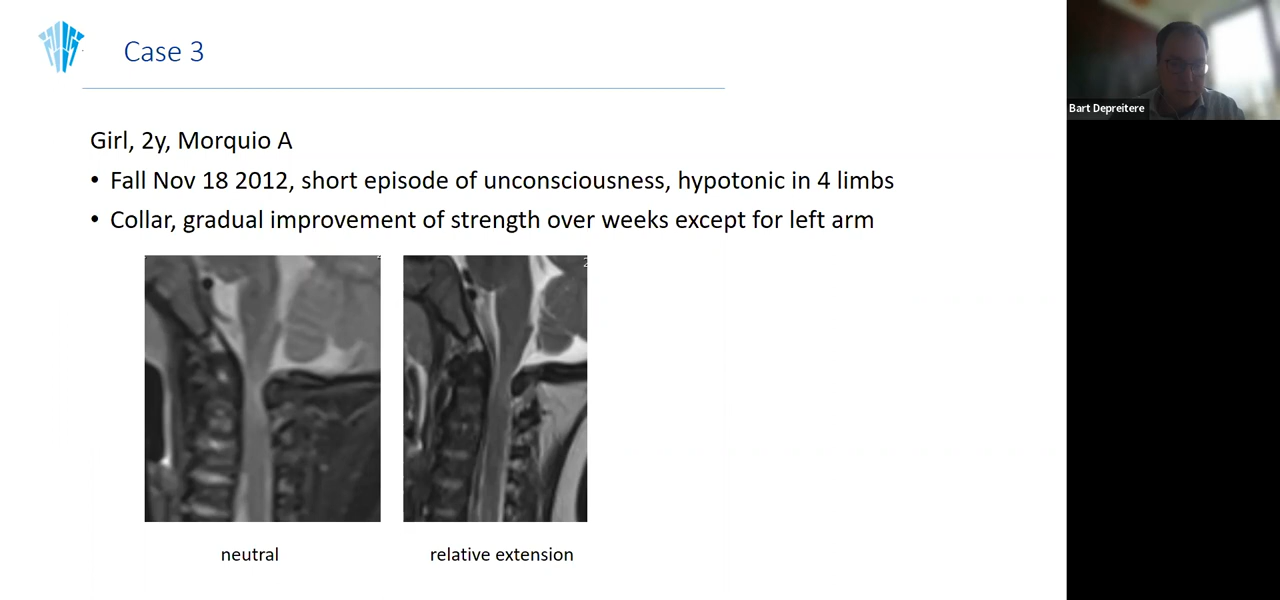 Case 3
Bart Depreitere
Girl, 2y, Morquio A
• Fall Nov 18 2012, short episode of unconsciousness, hypotonic in 4 limbs
• Collar, gradual improvement of strength over weeks except for left arm
neutral
relative extension